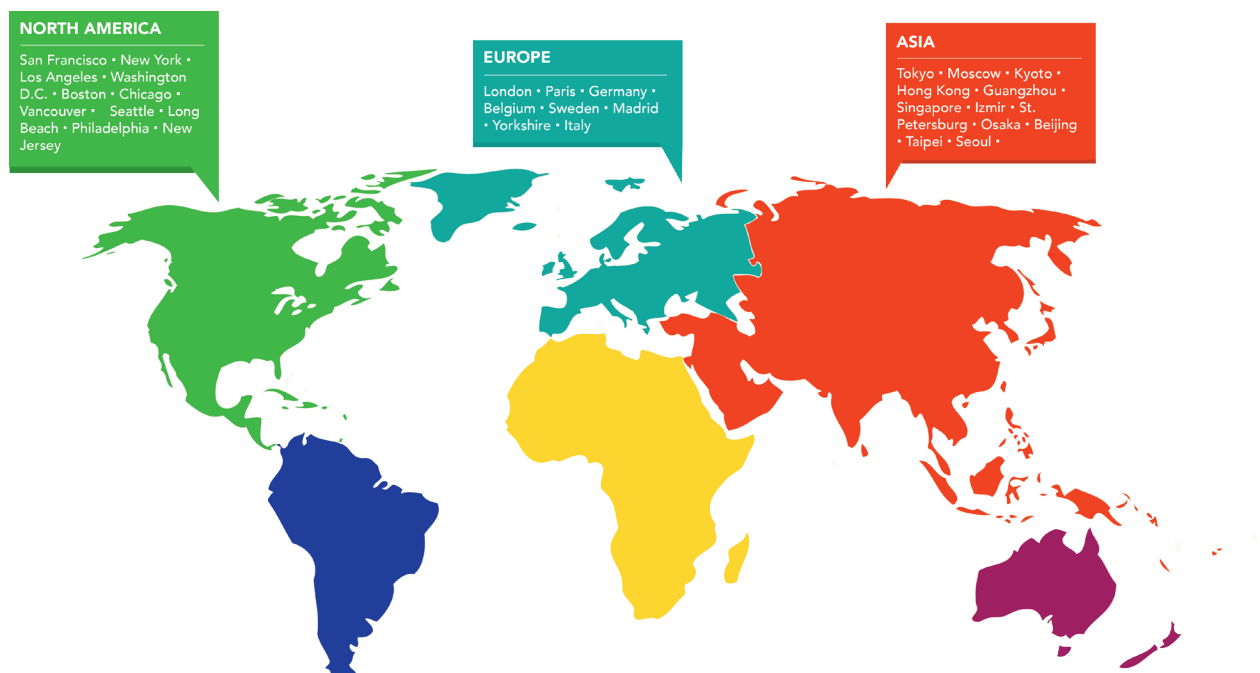 NORTH AMERICA
San Francisco • New York •
Los Angeles • Washington
D.C. • Boston • Chicago •
Vancouver • Seattle • Long
Beach • Philadelphia • New
Jersey
EUROPE
London • Paris • Germany •
Belgium • Sweden • Madrid
• Yorkshire • Italy
ASIA
Tokyo • Moscow • Kyoto •
Hong Kong • Guangzhou •
Singapore • Izmir • St.
Petersburg • Osaka • Beijing
• Taipei • Seoul •